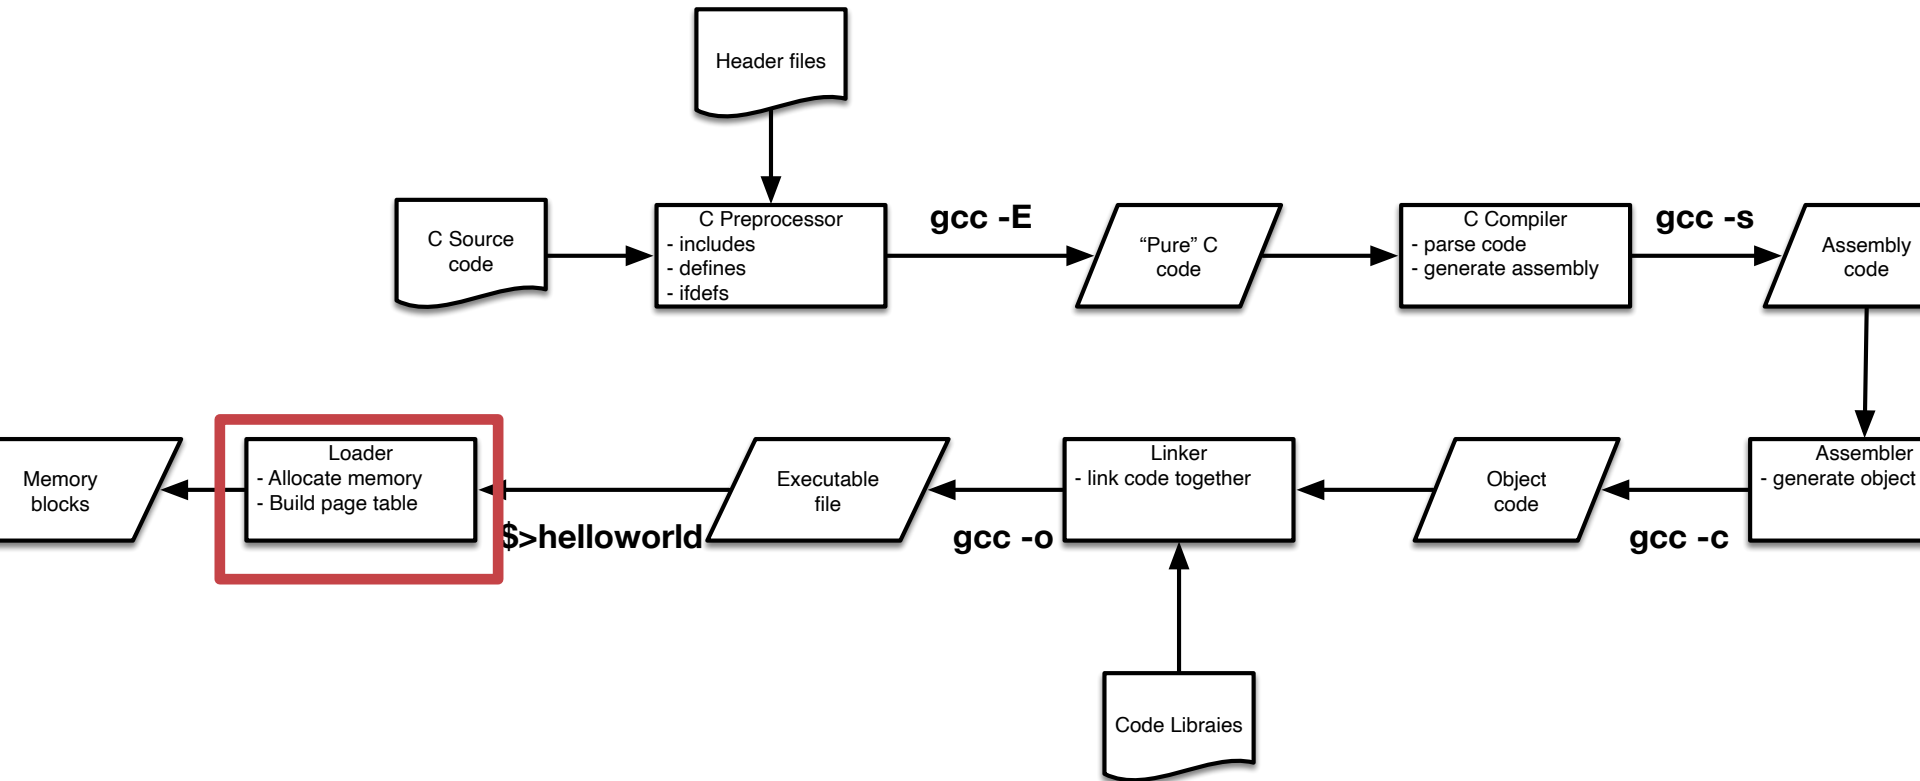 Header files
C Source
code
C Preprocessor
- includes
- defines
- ifdefs
gcc -E
“Pure” C
code
C Compiler
- parse code
- generate assembly
gcc -s
Assembly
code
Assembler
- generate object
gcc -c
Object
code
Linker
- link code together
Code Libraies
gcc -o
Executable
file
$>helloworld
Loader
- Allocate memory
- Build page table
Memory
blocks